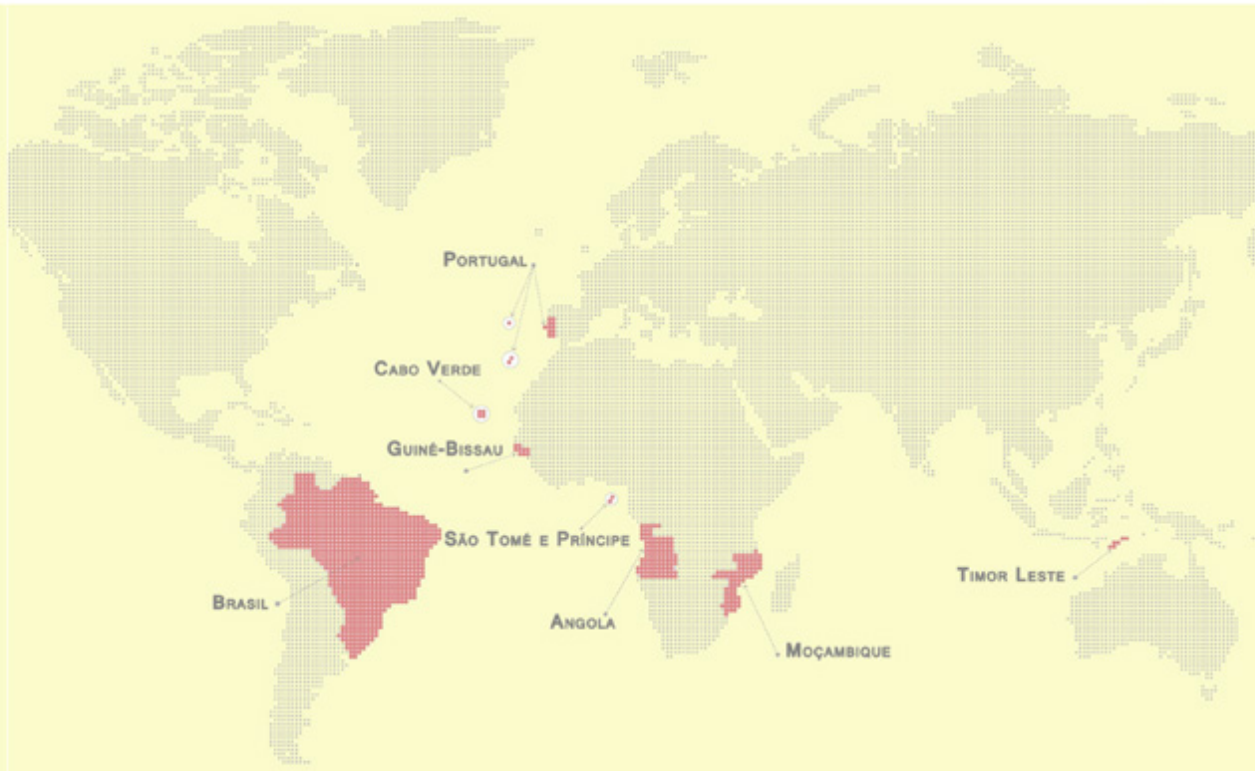 Portugal
Cabo Verde
Guiné-Bissau
São Tomé e Príncipe
Timor Leste
Brasil
Angola
Moçambique